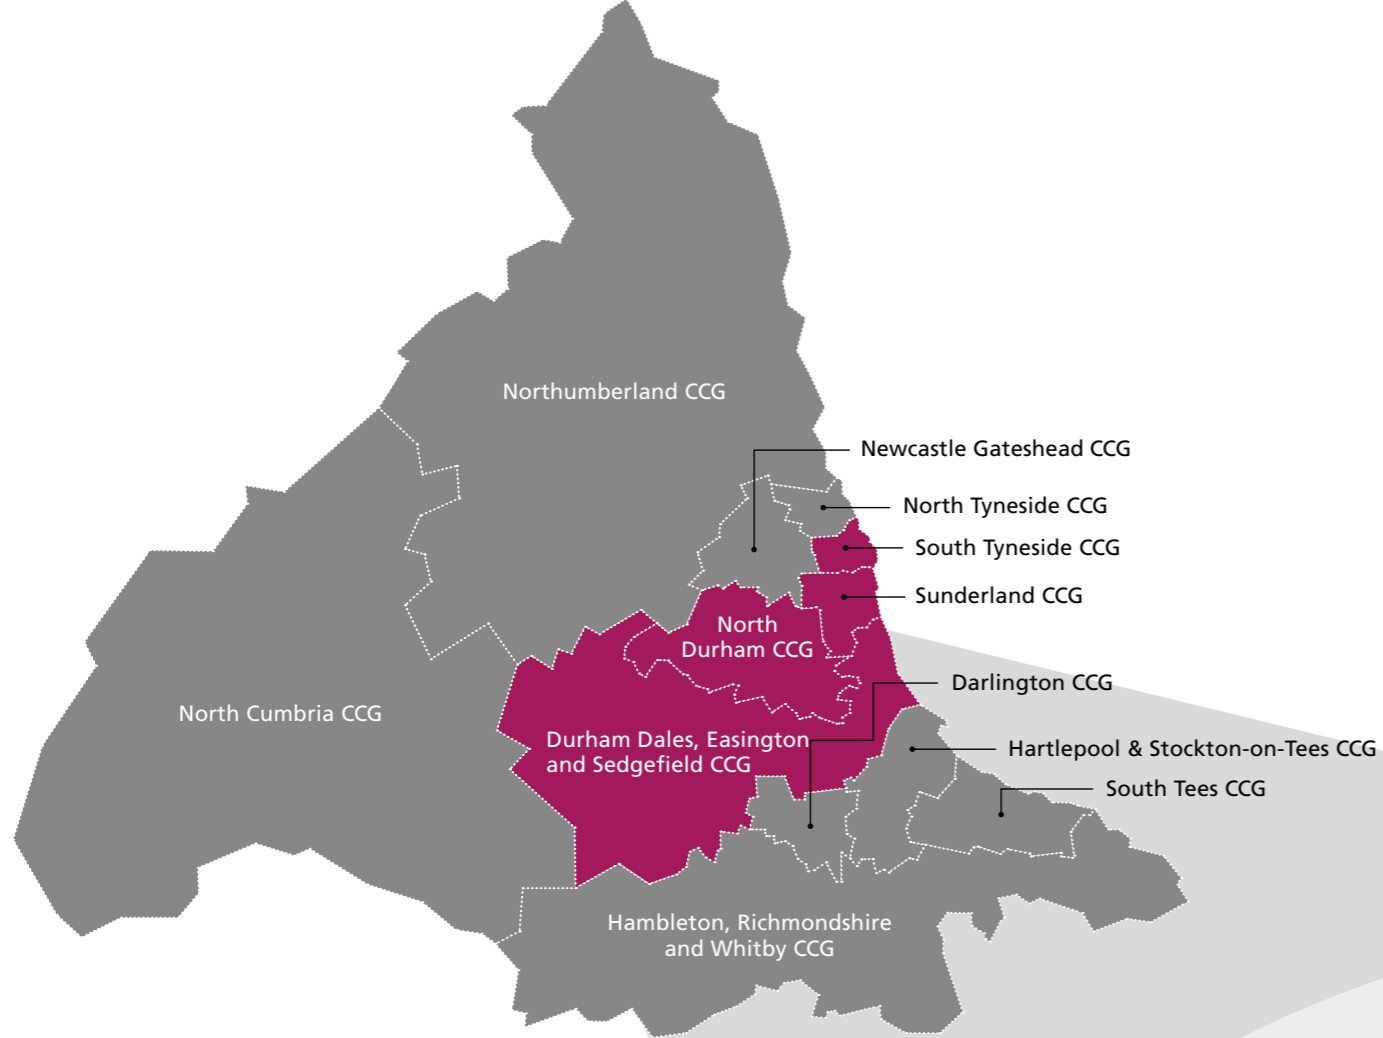 Northumberland CCG
Newcastle Gateshead CCG
North Tyneside CCG
South Tyneside CCG
Sunderland CCG
North
Durham CCG
Darlington CCG
North Cumbria CCG
Durham Dales, Easington
and Sedgefield CCG
Hartlepool & Stockton-on-Tees CCG
South Tees CCG
Hambleton, Richmondshire
and Whitby CCG